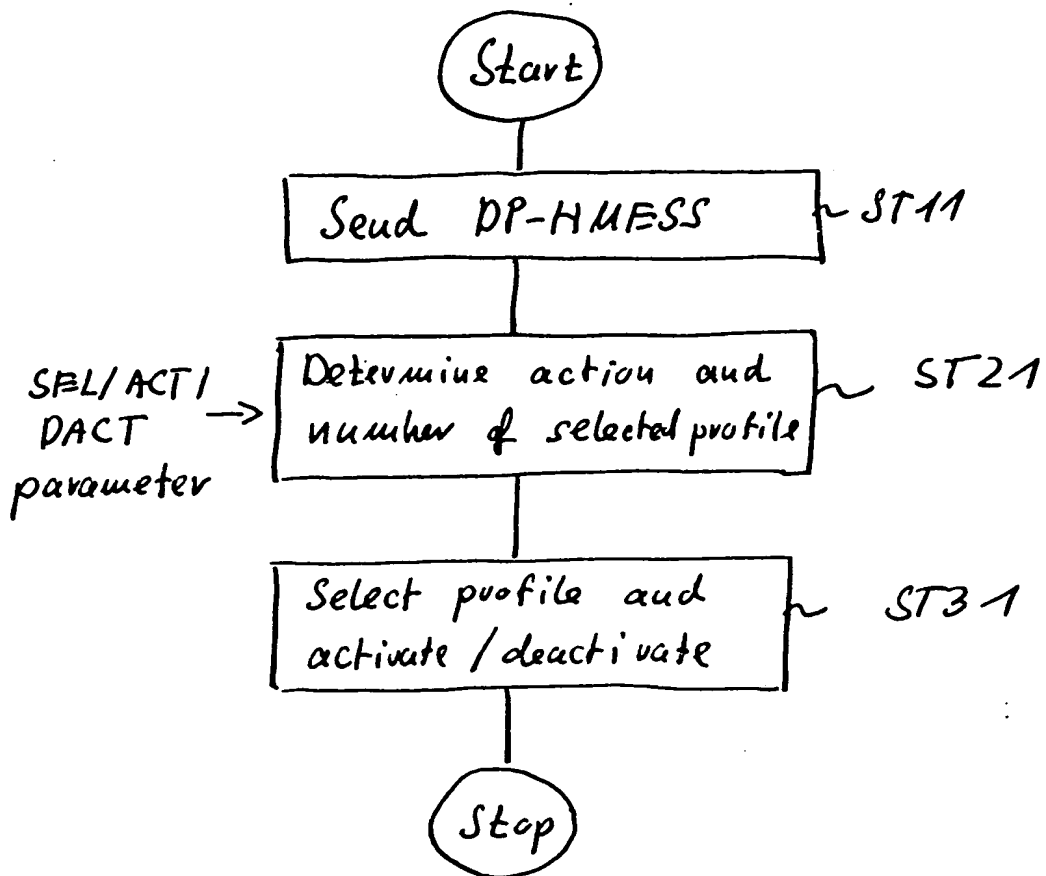 Start
Send DP-HMESS
ST11
SEL/ACT/
DACT
parameter
Determine action and
number of selected profile
ST21
Select profile and
activate / deactivate
ST31
Stop